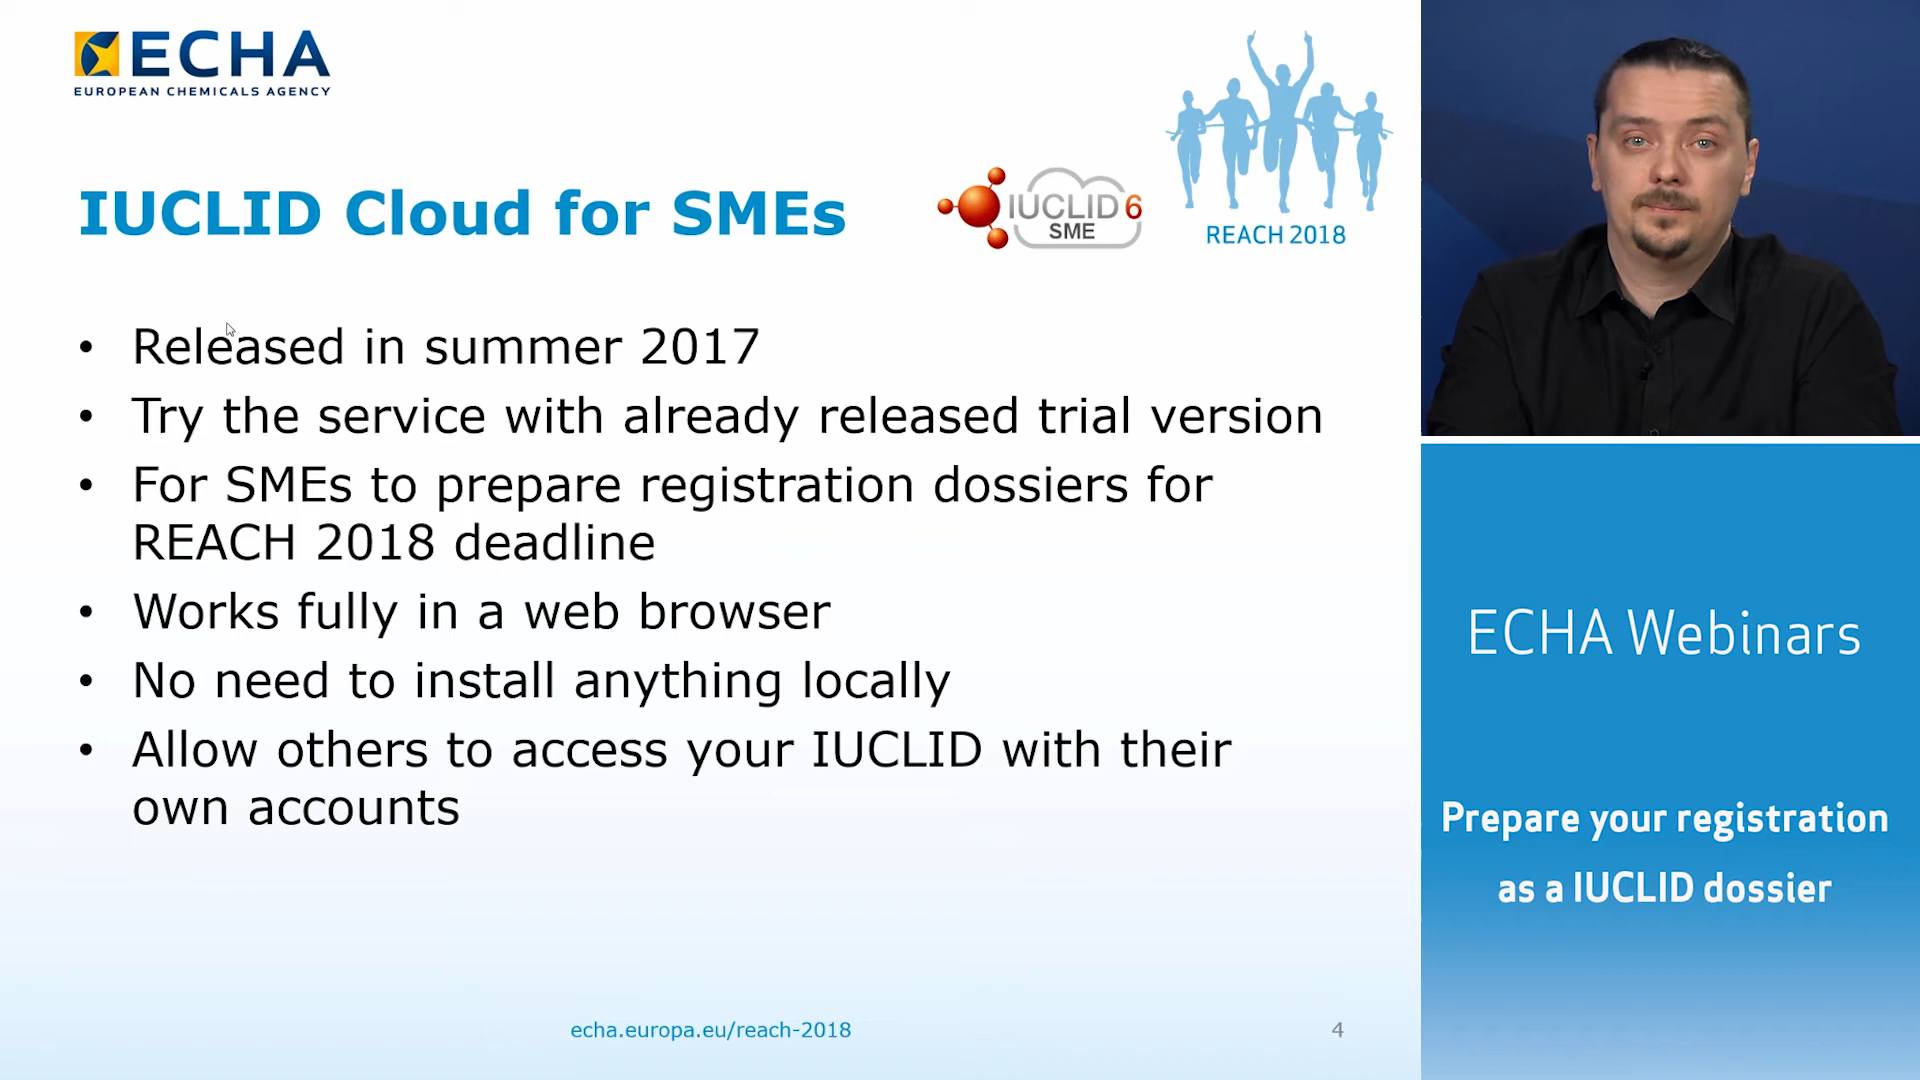 ECHA
EUROPEAN CHEMICALS AGENCY
IUCLID 6
SME
REACH 2018
IUCLID Cloud for SMEs
• Released in summer 2017
• Try the service with already released trial version
• For SMEs to prepare registration dossiers for
REACH 2018 deadline
• Works fully in a web browser
• No need to install anything locally
• Allow others to access your IUCLID with their
own accounts
echa.europa.eu/reach-2018
4
ECHA Webinars
Prepare your registration
as a IUCLID dossier